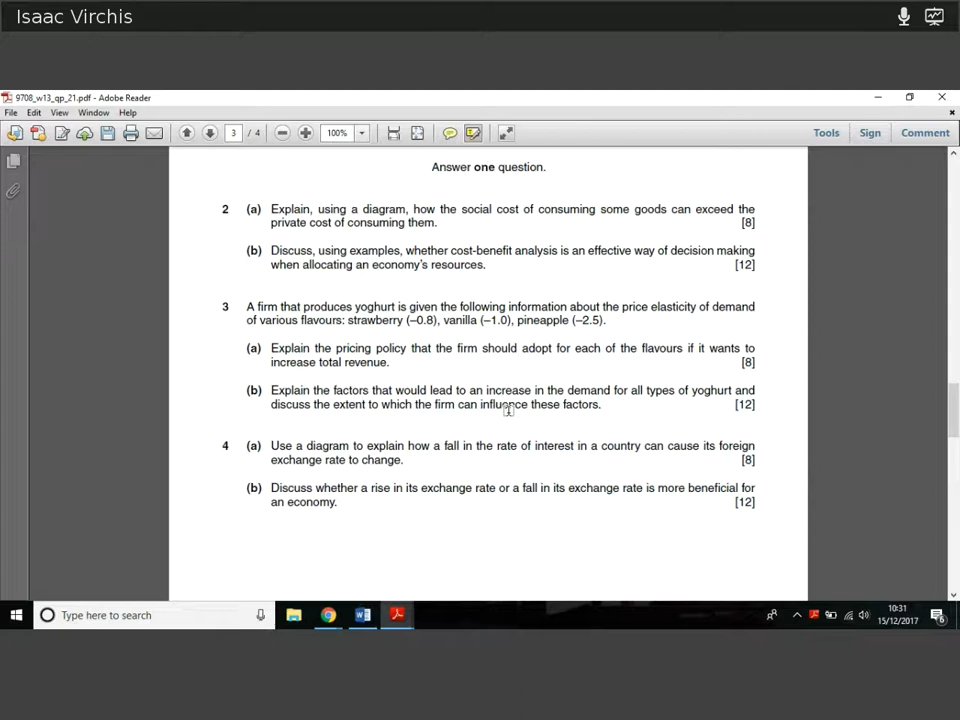 Isaac Virchis
9708_w13_qp_21.pdf - Adobe Reader
File Edit View Window Help
3 / 4 100% Tools Sign Comment
Answer one question.
2 (a) Explain, using a diagram, how the social cost of consuming some goods can exceed the
private cost of consuming them. [8]
(b) Discuss, using examples, whether cost-benefit analysis is an effective way of decision making
when allocating an economy's resources. [12]
3 A firm that produces yoghurt is given the following information about the price elasticity of demand
of various flavours: strawberry (–0.8), vanilla (–1.0), pineapple (–2.5).
(a) Explain the pricing policy that the firm should adopt for each of the flavours if it wants to
increase total revenue. [8]
(b) Explain the factors that would lead to an increase in the demand for all types of yoghurt and
discuss the extent to which the firm can influence these factors. [12]
4 (a) Use a diagram to explain how a fall in the rate of interest in a country can cause its foreign
exchange rate to change. [8]
(b) Discuss whether a rise in its exchange rate or a fall in its exchange rate is more beneficial for
an economy. [12]
Type here to search
10:31
15/12/2017
6